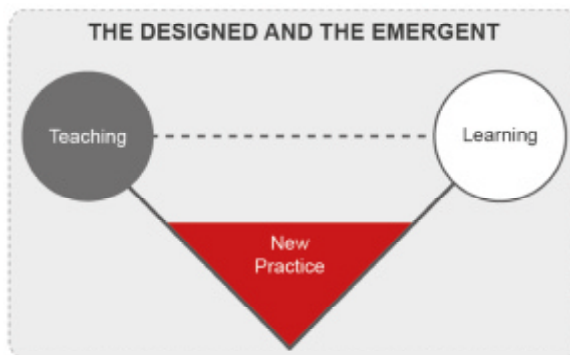 THE DESIGNED AND THE EMERGENT
Teaching
Learning
New
Practice